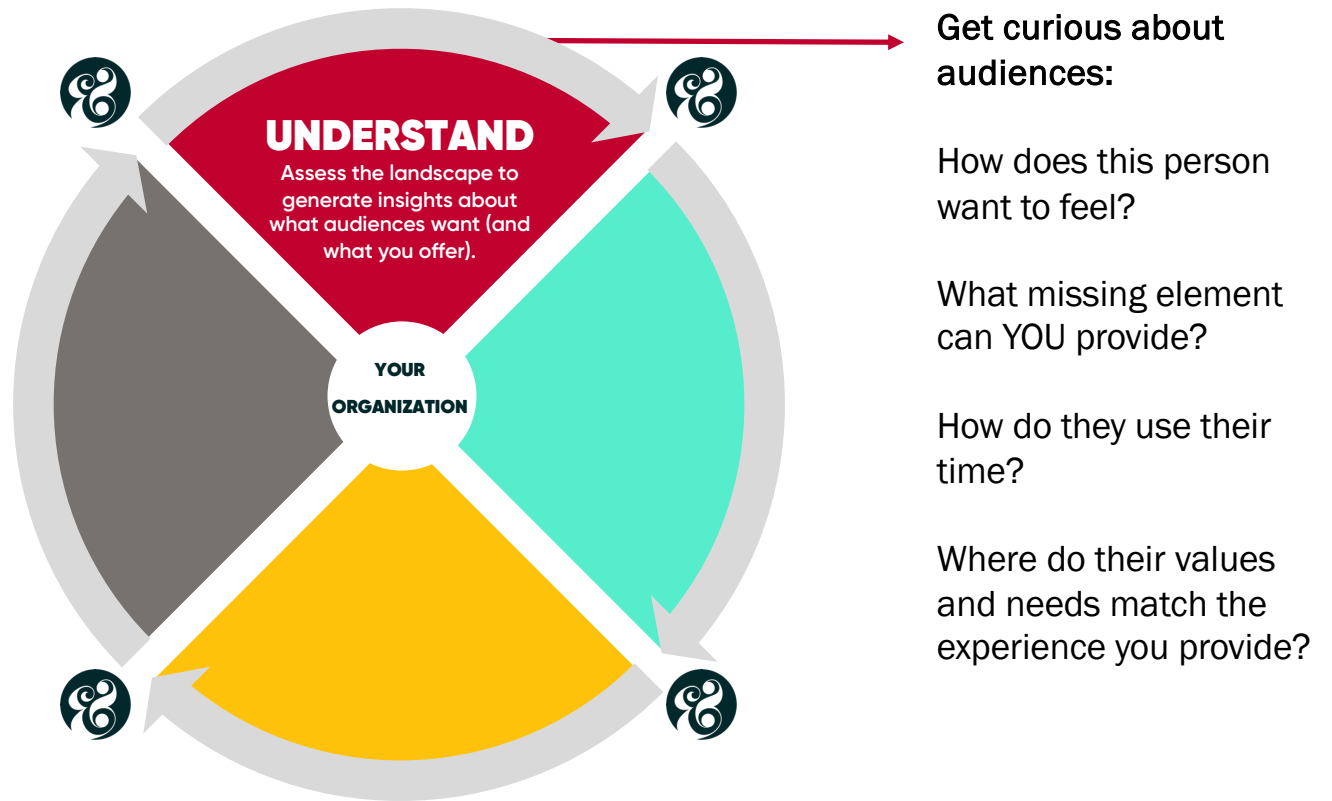 UNDERSTAND
Assess the landscape to
generate insights about
what audiences want (and
what you offer).
YOUR
ORGANIZATION
Get curious about
audiences:
How does this person
want to feel?
What missing element
can YOU provide?
How do they use their
time?
Where do their values
and needs match the
experience you provide?